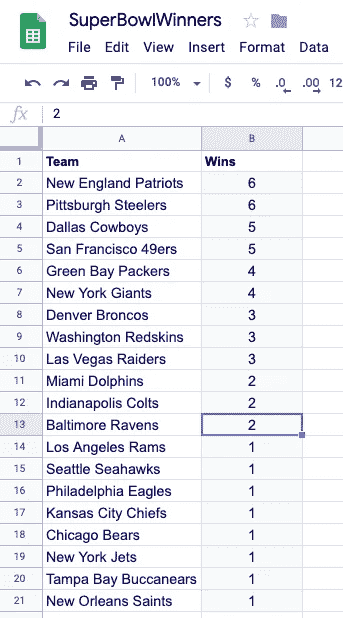 SuperBowlWinners
File Edit View Insert Format Data
100% $ % .0 .00 12
fx 2
A B
1 Team Wins
2 New England Patriots 6
3 Pittsburgh Steelers 6
4 Dallas Cowboys 5
5 San Francisco 49ers 5
6 Green Bay Packers 4
7 New York Giants 4
8 Denver Broncos 3
9 Washington Redskins 3
10 Las Vegas Raiders 3
11 Miami Dolphins 2
12 Indianapolis Colts 2
13 Baltimore Ravens 2
14 Los Angeles Rams 1
15 Seattle Seahawks 1
16 Philadelphia Eagles 1
17 Kansas City Chiefs 1
18 Chicago Bears 1
19 New York Jets 1
20 Tampa Bay Buccanears 1
21 New Orleans Saints 1